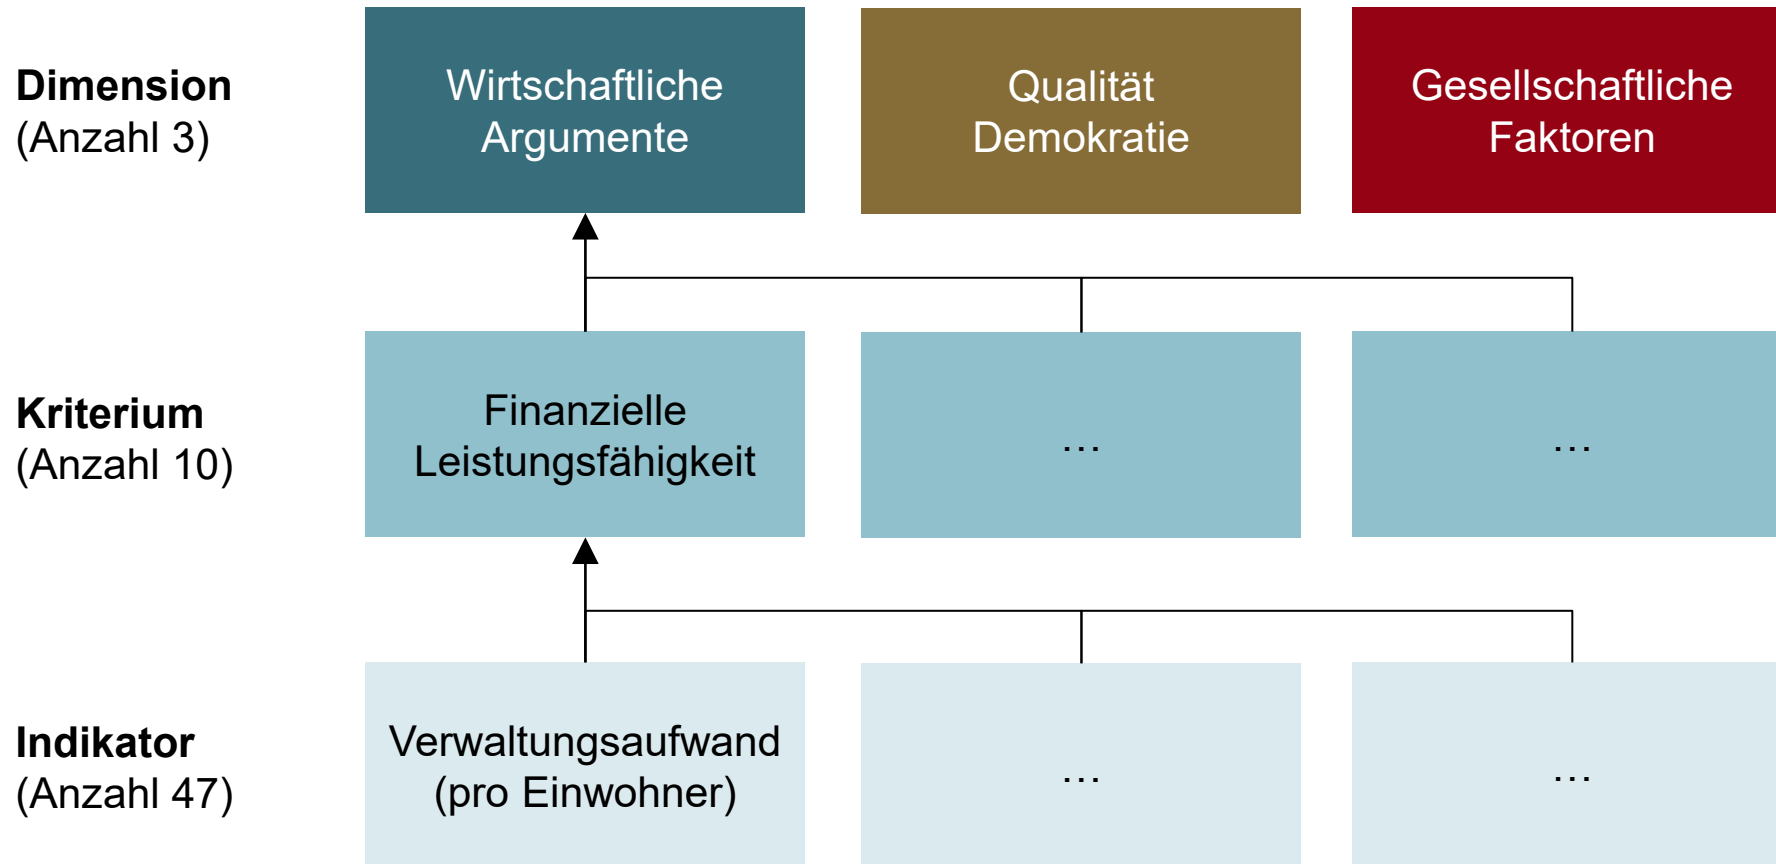 Dimension
(Anzahl 3)
Wirtschaftliche
Argumente
Qualität
Demokratie
Gesellschaftliche
Faktoren
Kriterium
(Anzahl 10)
Finanzielle
Leistungsfähigkeit
…
…
Indikator
(Anzahl 47)
Verwaltungsaufwand
(pro Einwohner)
…
…